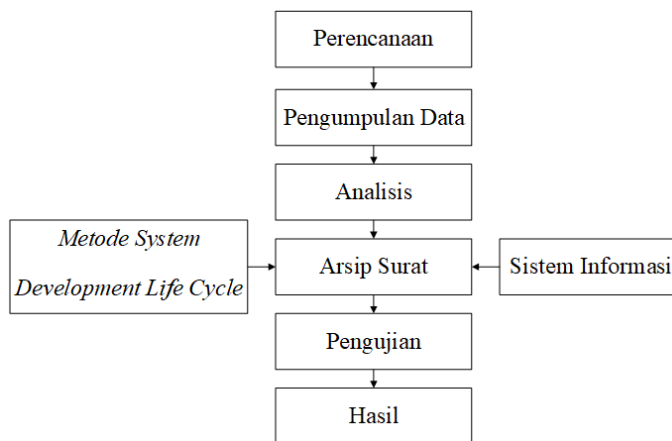 Perencanaan
Pengumpulan Data
Analisis
Metode System
Development Life Cycle
Arsip Surat
Sistem Informasi
Pengujian
Hasil